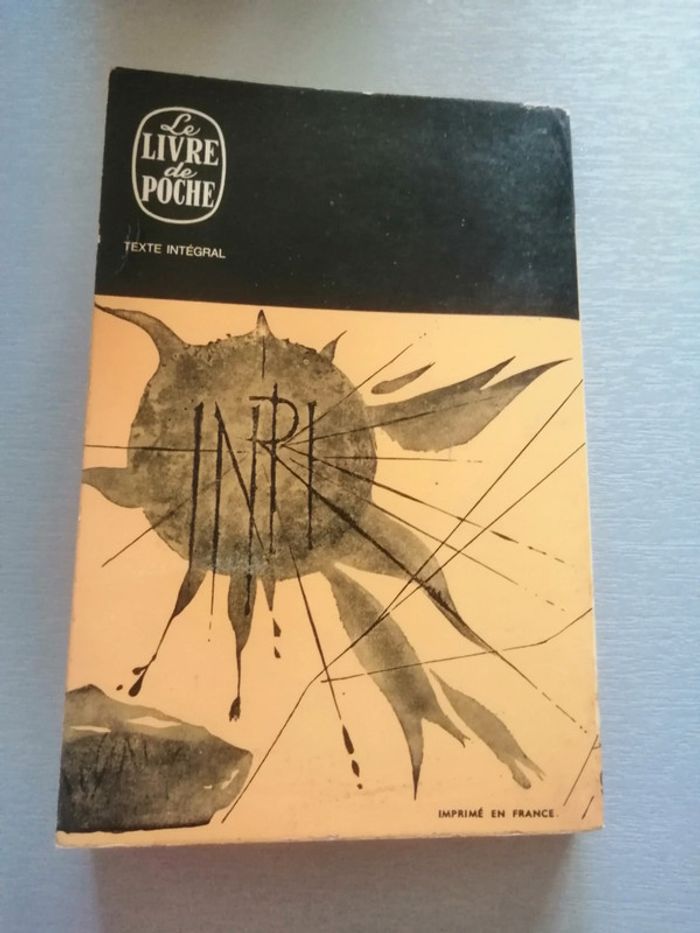 Le
LIVRE
de
POCHE
TEXTE INTÉGRAL
INRI
IMPRIMÉ EN FRANCE.